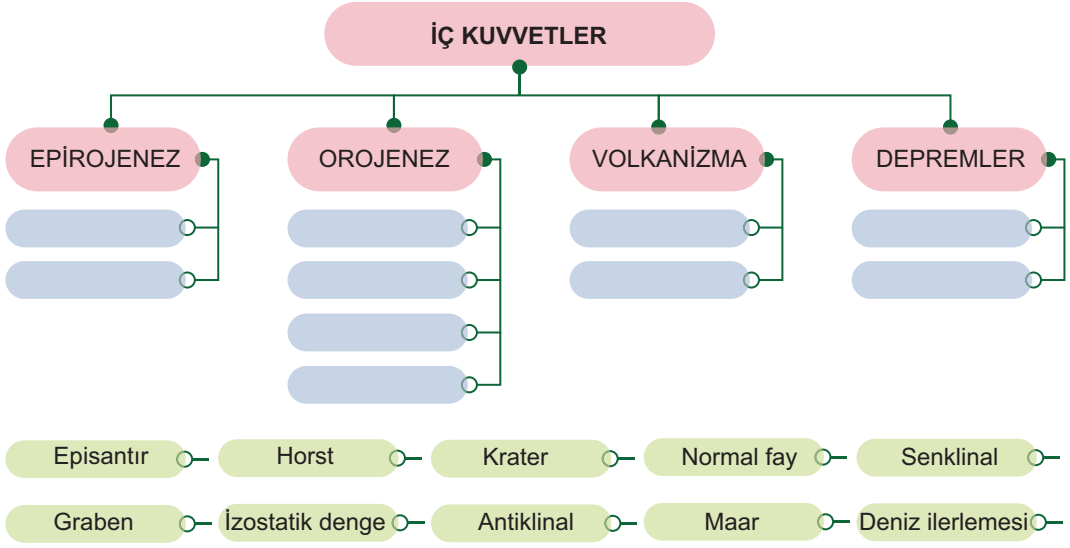 İÇ KUVVETLER
EPİROJENEZ
OROJENEZ
VOLKANİZMA
DEPREMLER
Episantır
Horst
Krater
Normal fay
Senklinal
Graben
İzostatik denge
Antiklinal
Maar
Deniz ilerlemesi